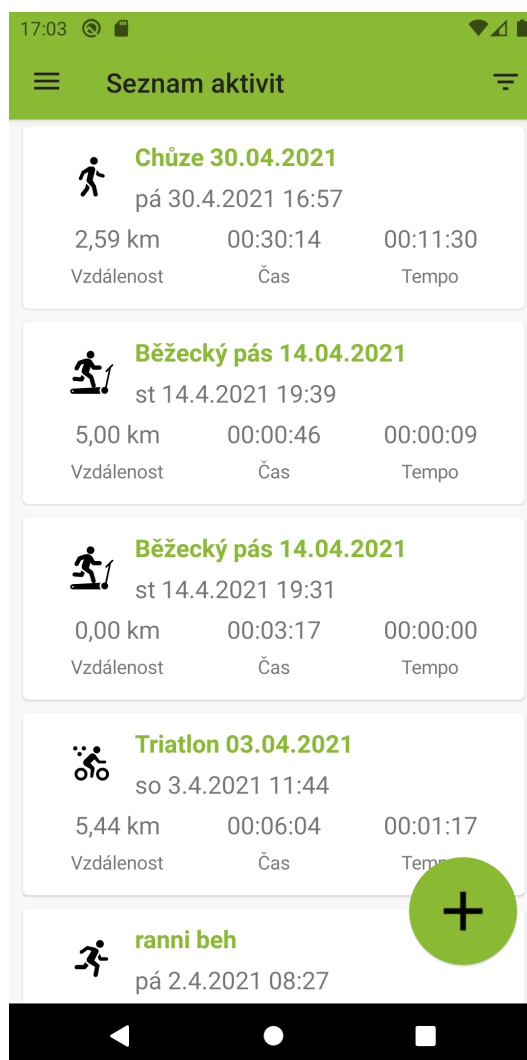 17:03
Seznam aktivit
Chůze 30.04.2021
pá 30.4.2021 16:57
2,59 km 00:30:14 00:11:30
Vzdálenost Čas Tempo
Běžecký pás 14.04.2021
st 14.4.2021 19:39
5,00 km 00:00:46 00:00:09
Vzdálenost Čas Tempo
Běžecký pás 14.04.2021
st 14.4.2021 19:31
0,00 km 00:03:17 00:00:00
Vzdálenost Čas Tempo
Triatlon 03.04.2021
so 3.4.2021 11:44
5,44 km 00:06:04 00:01:17
Vzdálenost Čas Tempo
ranni beh
pá 2.4.2021 08:27